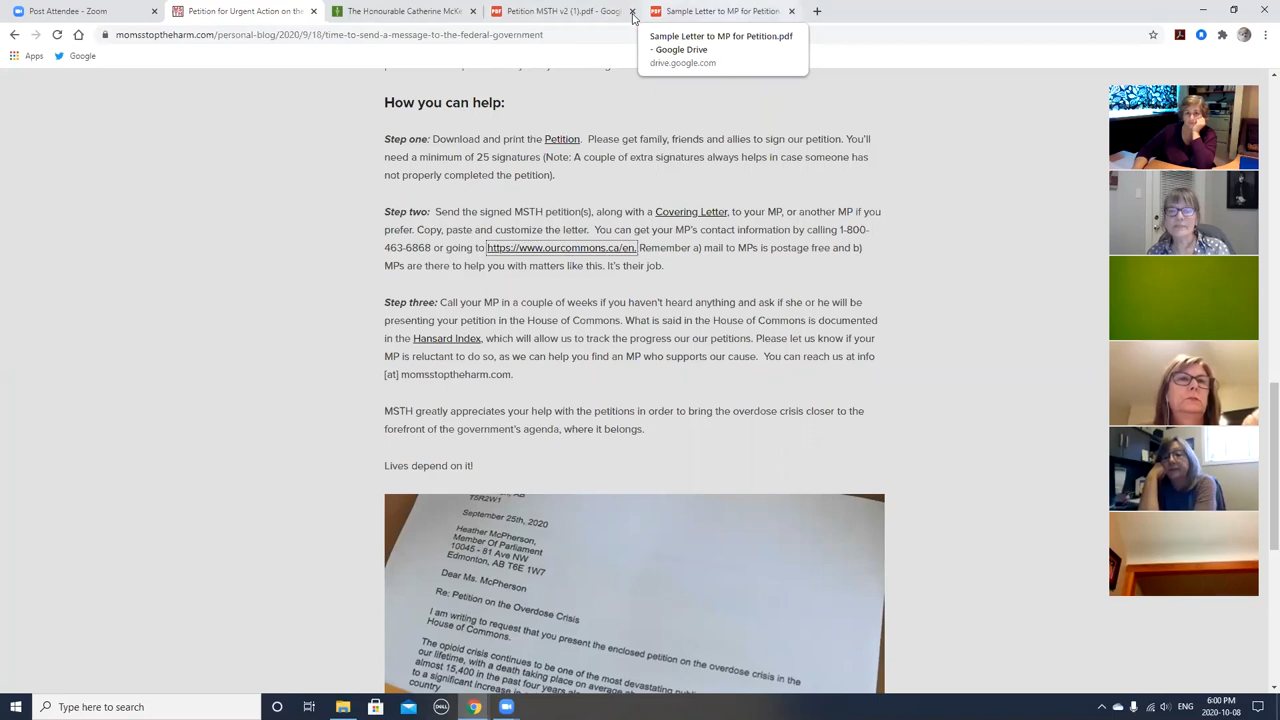 Post Attendee - Zoom
Petition for Urgent Action on the
The Honourable Catherine McKe
Petition MSTH v2 (1).pdf - Googl
Sample Letter to MP for Petition.
momsstoptheharm.com/personal-blog/2020/9/18/time-to-send-a-message-to-the-federal-government
Sample Letter to MP for Petition.pdf
- Google Drive
drive.google.com
Apps
Google
How you can help:
Step one: Download and print the Petition. Please get family, friends and allies to sign our petition. You'll
need a minimum of 25 signatures (Note: A couple of extra signatures always helps in case someone has
not properly completed the petition).
Step two: Send the signed MSTH petition(s), along with a Covering Letter, to your MP, or another MP if you
prefer. Copy, paste and customize the letter. You can get your MP's contact information by calling 1-800-
463-6868 or going to https://www.ourcommons.ca/en. Remember a) mail to MPs is postage free and b)
MPs are there to help you with matters like this. It's their job.
Step three: Call your MP in a couple of weeks if you haven't heard anything and ask if she or he will be
presenting your petition in the House of Commons. What is said in the House of Commons is documented
in the Hansard Index, which will allow us to track the progress our our petitions. Please let us know if your
MP is reluctant to do so, as we can help you find an MP who supports our cause. You can reach us at info
[at] momsstoptheharm.com.
MSTH greatly appreciates your help with the petitions in order to bring the overdose crisis closer to the
forefront of the government's agenda, where it belongs.
Lives depend on it!
AB
T5R2W1
September 25th, 2020
Heather McPherson,
Member Of Parliament
10045 - 81 Ave NW
Edmonton, AB T6E 1W7
Dear Ms. McPherson
Re: Petition on the Overdose Crisis
I am writing to request that you present the enclosed petition on the overdose crisis in the
House of Commons.
The opioid crisis continues to be one of the most devastating
our lifetime, with a death taking place on average
almost 15,400 in the past four years
to a significant increase in
country
Type here to search
DELL
6:00 PM
2020-10-08